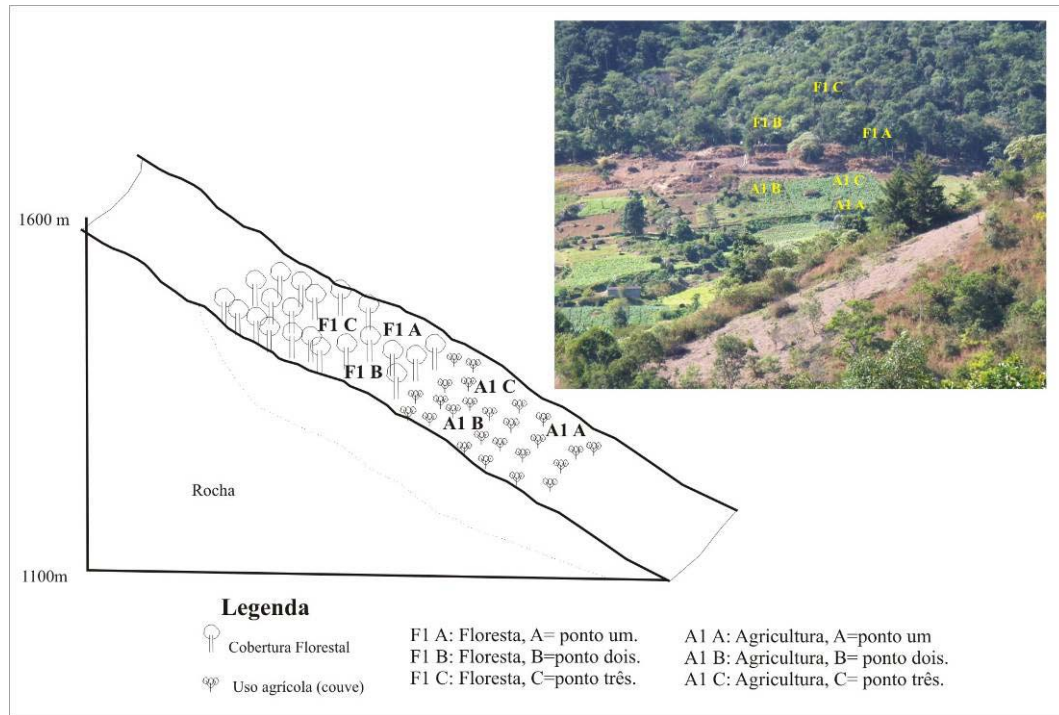 F1 C
F1 B
F1 A
A1 C
A1 B
A1 A
1600 m
F1 C
F1 A
F1 B
A1 C
A1 B
A1 A
Rocha
1100m
Legenda
Cobertura Florestal
Uso agrícola (couve)
F1 A: Floresta, A= ponto um.
F1 B: Floresta, B=ponto dois.
F1 C: Floresta, C=ponto três.
A1 A: Agricultura, A=ponto um
A1 B: Agricultura, B= ponto dois.
A1 C: Agricultura, C= ponto três.